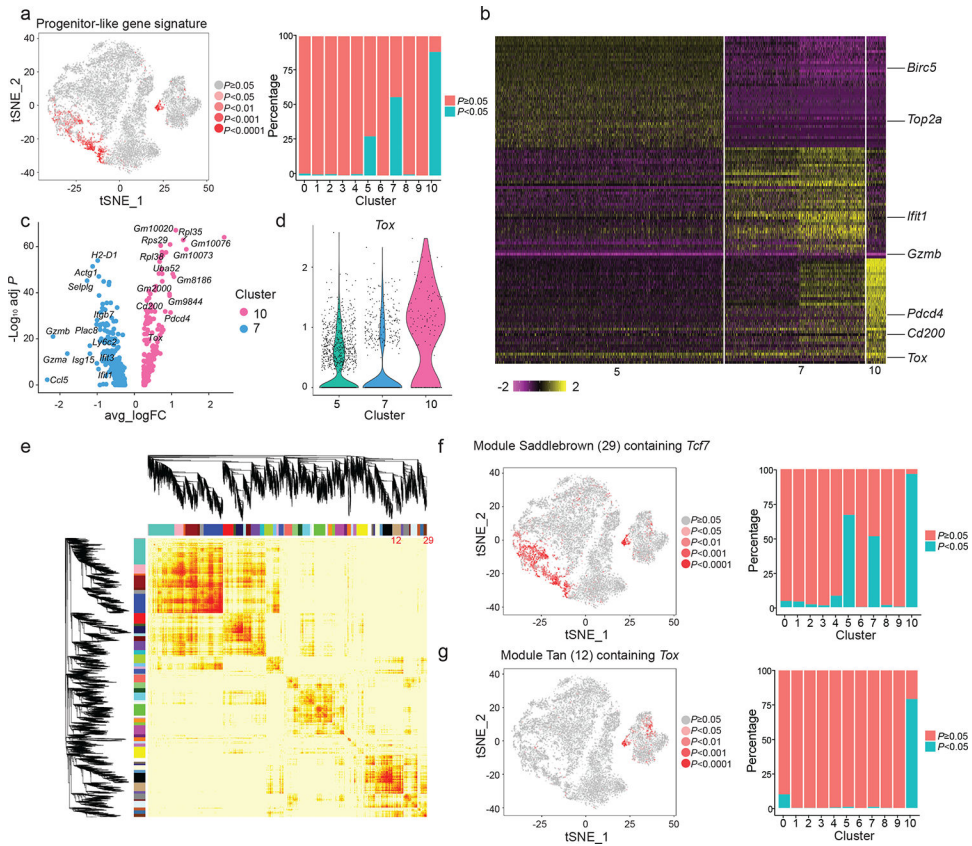 a
Progenitor-like gene signature
tSNE_2
40
20
0
-20
-40
-25
0
25
50
tSNE_1
P≥0.05
P<0.05
P<0.01
P<0.001
P<0.0001
Percentage
100
75
50
25
0
0 1 2 3 4 5 6 7 8 9 10
Cluster
P≥0.05
P<0.05
b
Birc5
Top2a
Ifit1
Gzmb
Pdcd4
Cd200
Tox
5 7 10
-2 0 2
c
-Log₁₀ adj P
60
40
20
0
Gm10020
Rpl35
Rps29
Gm10076
H2-D1
Rpl38
Gm10073
Actg1
Uba52
Selplg
Gm8186
Gm2000
Itgb7
Cd200
Gm9844
Gzmb
Plac8
Pdcd4
Ly6c2
Tox
Gzma
Isg15
Ifit3
Ccl5
Ifit1
-2 -1 0 1 2
avg_logFC
Cluster
10
7
d
Tox
2
1
0
5 7 10
Cluster
e
12 29
f
Module Saddlebrown (29) containing Tcf7
tSNE_2
40
20
0
-20
-40
-25 0 25 50
tSNE_1
P≥0.05
P<0.05
P<0.01
P<0.001
P<0.0001
Percentage
100
75
50
25
0
0 1 2 3 4 5 6 7 8 9 10
Cluster
P≥0.05
P<0.05
g
Module Tan (12) containing Tox
tSNE_2
40
20
0
-20
-40
-25 0 25 50
tSNE_1
P≥0.05
P<0.05
P<0.01
P<0.001
P<0.0001
Percentage
100
75
50
25
0
0 1 2 3 4 5 6 7 8 9 10
Cluster
P≥0.05
P<0.05